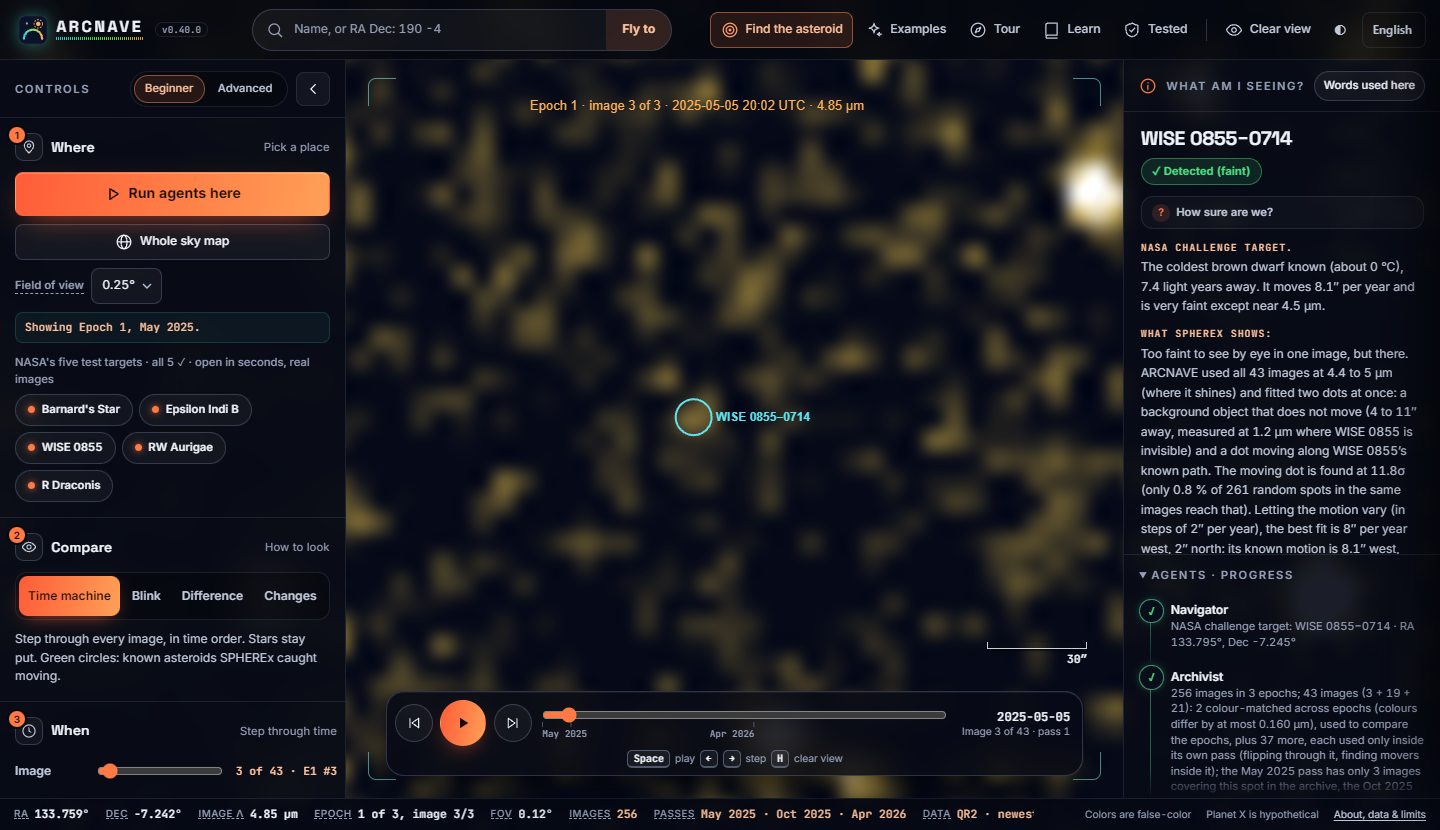 ARCNAVE v0.40.0
Name, or RA Dec: 190 -4 Fly to
Find the asteroid Examples Tour Learn Tested Clear view English
CONTROLS Beginner Advanced
1 Where Pick a place
Run agents here
Whole sky map
Field of view 0.25°
Showing Epoch 1, May 2025.
NASA's five test targets · all 5 ✓ · open in seconds, real
images
Barnard's Star Epsilon Indi B
WISE 0855 RW Aurigae
R Draconis
2 Compare How to look
Time machine Blink Difference Changes
Step through every image, in time order. Stars stay
put. Green circles: known asteroids SPHEREx caught
moving.
3 When Step through time
Image 3 of 43 · E1 #3
Epoch 1 · image 3 of 3 · 2025-05-05 20:02 UTC · 4.85 µm
WISE 0855–0714
30″
May 2025 Apr 2026
2025-05-05
Image 3 of 43 · pass 1
Space play ← → step H clear view
WHAT AM I SEEING? Words used here
WISE 0855–0714
✓ Detected (faint)
? How sure are we?
NASA CHALLENGE TARGET.
The coldest brown dwarf known (about 0 °C),
7.4 light years away. It moves 8.1″ per year and
is very faint except near 4.5 µm.
WHAT SPHEREX SHOWS:
Too faint to see by eye in one image, but there.
ARCNAVE used all 43 images at 4.4 to 5 µm
(where it shines) and fitted two dots at once: a
background object that does not move (4 to 11″
away, measured at 1.2 µm where WISE 0855 is
invisible) and a dot moving along WISE 0855's
known path. The moving dot is found at 11.8σ
(only 0.8 % of 261 random spots in the same
images reach that). Letting the motion vary (in
steps of 2″ per year), the best fit is 8″ per year
west, 2″ north: its known motion is 8.1″ west,
▼ AGENTS · PROGRESS
✓ Navigator
NASA challenge target: WISE 0855–0714 · RA
133.795°, Dec -7.245°
✓ Archivist
256 images in 3 epochs; 43 images (3 + 19 +
21): 2 colour-matched across epochs (colours
differ by at most 0.160 µm), used to compare
the epochs, plus 37 more, each used only inside
its own pass (flipping through it, finding movers
inside it); the May 2025 pass has only 3 images
covering this spot in the archive, the Oct 2025
RA 133.759° DEC -7.242° IMAGE Λ 4.85 µm EPOCH 1 of 3, image 3/3 FOV 0.12° IMAGES 256 PASSES May 2025 · Oct 2025 · Apr 2026 DATA QR2 · newes
Colors are false-color Planet X is hypothetical About, data & limits